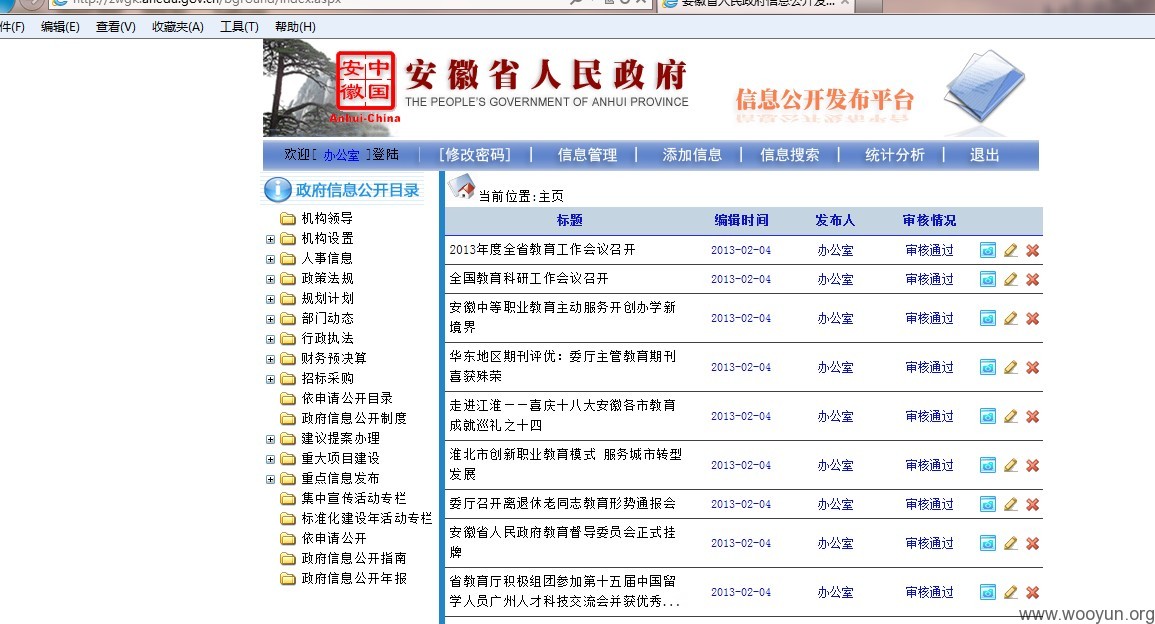 http://zwgk.ahedu.gov.cn/bground/index.aspx
安徽省人民政府信息公开发...
件(F) 编辑(E) 查看(V) 收藏夹(A) 工具(T) 帮助(H)
安中
徽国
Anhui-China
安徽省人民政府
THE PEOPLE'S GOVERNMENT OF ANHUI PROVINCE
信息公开发布平台
欢迎[ 办公室 ]登陆 [修改密码] | 信息管理 | 添加信息 | 信息搜索 | 统计分析 | 退出
政府信息公开目录
机构领导
机构设置
人事信息
政策法规
规划计划
部门动态
行政执法
财务预决算
招标采购
依申请公开目录
政府信息公开制度
建议提案办理
重大项目建设
重点信息发布
集中宣传活动专栏
标准化建设年活动专栏
依申请公开
政府信息公开指南
政府信息公开年报
当前位置:主页
标题 编辑时间 发布人 审核情况
2013年度全省教育工作会议召开 2013-02-04 办公室 审核通过
全国教育科研工作会议召开 2013-02-04 办公室 审核通过
安徽中等职业教育主动服务开创办学新
境界 2013-02-04 办公室 审核通过
华东地区期刊评优：委厅主管教育期刊
喜获殊荣 2013-02-04 办公室 审核通过
走进江淮——喜庆十八大安徽各市教育
成就巡礼之十四 2013-02-04 办公室 审核通过
淮北市创新职业教育模式 服务城市转型
发展 2013-02-04 办公室 审核通过
委厅召开离退休老同志教育形势通报会 2013-02-04 办公室 审核通过
安徽省人民政府教育督导委员会正式挂
牌 2013-02-04 办公室 审核通过
省教育厅积极组团参加第十五届中国留
学人员广州人才科技交流会并获优秀... 2013-02-04 办公室 审核通过
www.wooyun.org